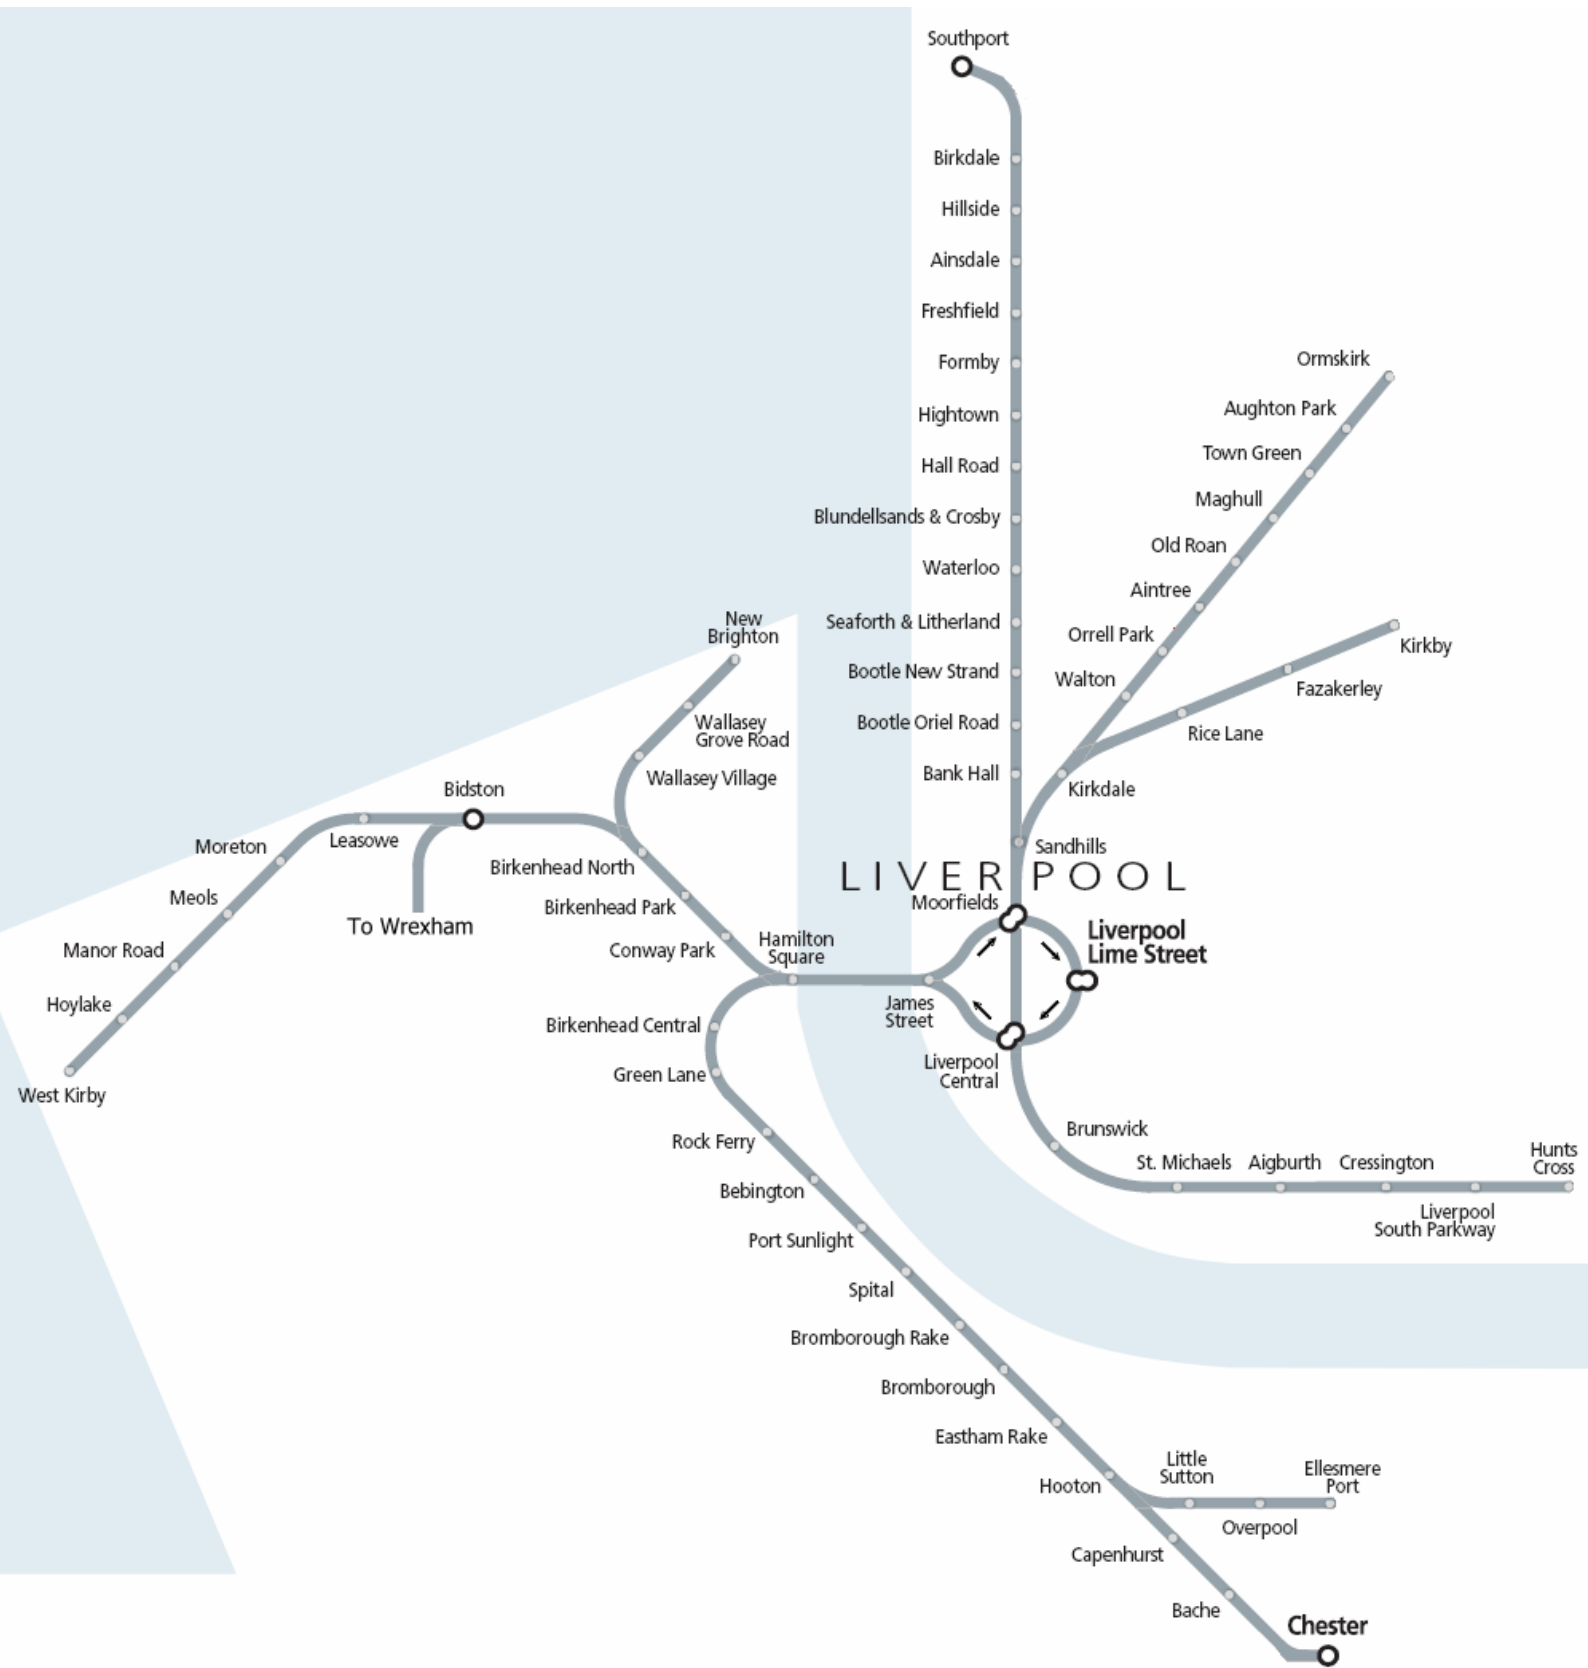 Southport
Birkdale
Hillside
Ainsdale
Freshfield
Formby
Hightown
Hall Road
Blundellsands & Crosby
Waterloo
Seaforth & Litherland
Bootle New Strand
Bootle Oriel Road
Bank Hall
Ormskirk
Aughton Park
Town Green
Maghull
Old Roan
Aintree
Orrell Park
Walton
Kirkby
Fazakerley
Rice Lane
Kirkdale
Sandhills
LIVERPOOL
Moorfields
Liverpool
Lime Street
James
Street
Liverpool
Central
New
Brighton
Wallasey
Grove Road
Wallasey Village
Bidston
Leasowe
Moreton
Meols
Manor Road
Hoylake
West Kirby
To Wrexham
Birkenhead North
Birkenhead Park
Conway Park
Hamilton
Square
Birkenhead Central
Green Lane
Rock Ferry
Bebington
Port Sunlight
Spital
Bromborough Rake
Bromborough
Eastham Rake
Hooton
Little
Sutton
Overpool
Ellesmere
Port
Capenhurst
Bache
Chester
Brunswick
St. Michaels
Aigburth
Cressington
Liverpool
South Parkway
Hunts
Cross